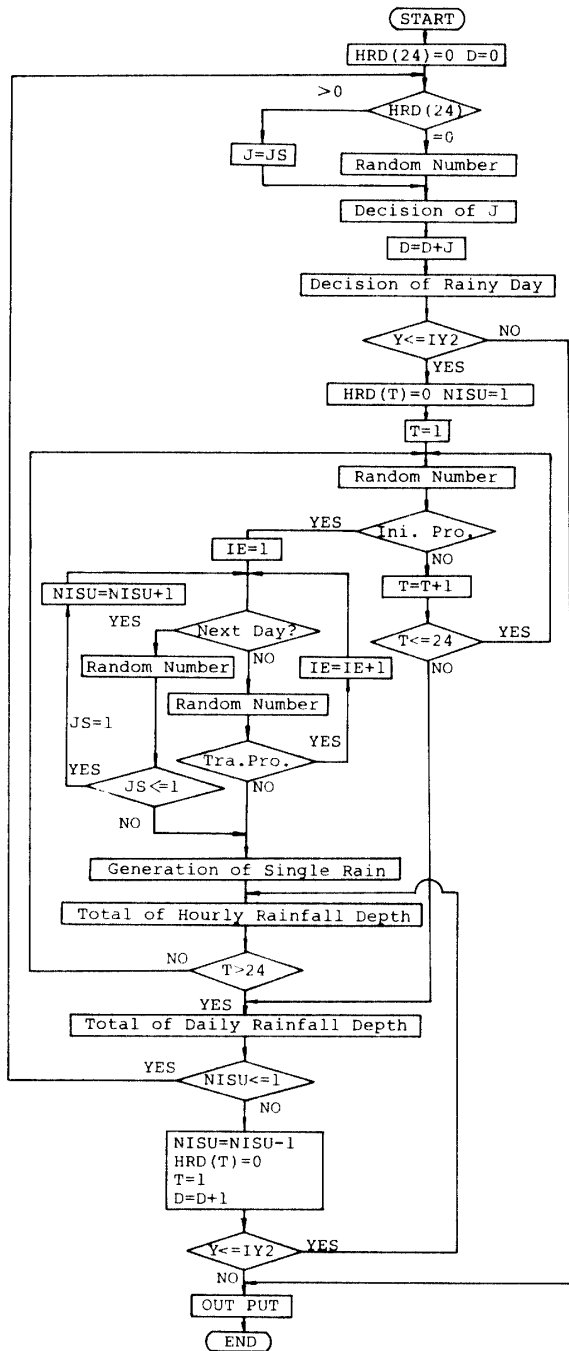 START
HRD(24)=0 D=0
>0
HRD(24)
=0
J=JS
Random Number
Decision of J
D=D+J
Decision of Rainy Day
Y<=IY2
NO
YES
HRD(T)=0 NISU=1
T=1
Random Number
YES
Ini. Pro.
IE=1
NO
NISU=NISU+1
T=T+1
YES
Next Day?
T<=24
YES
Random Number
NO
IE=IE+1
NO
Random Number
JS=1
YES
Tra.Pro.
YES
JS<=1
NO
NO
Generation of Single Rain
Total of Hourly Rainfall Depth
NO
T>24
YES
Total of Daily Rainfall Depth
YES
NISU<=1
NO
NISU=NISU-1
HRD(T)=0
T=1
D=D+1
Y<=IY2
YES
NO
OUT PUT
END